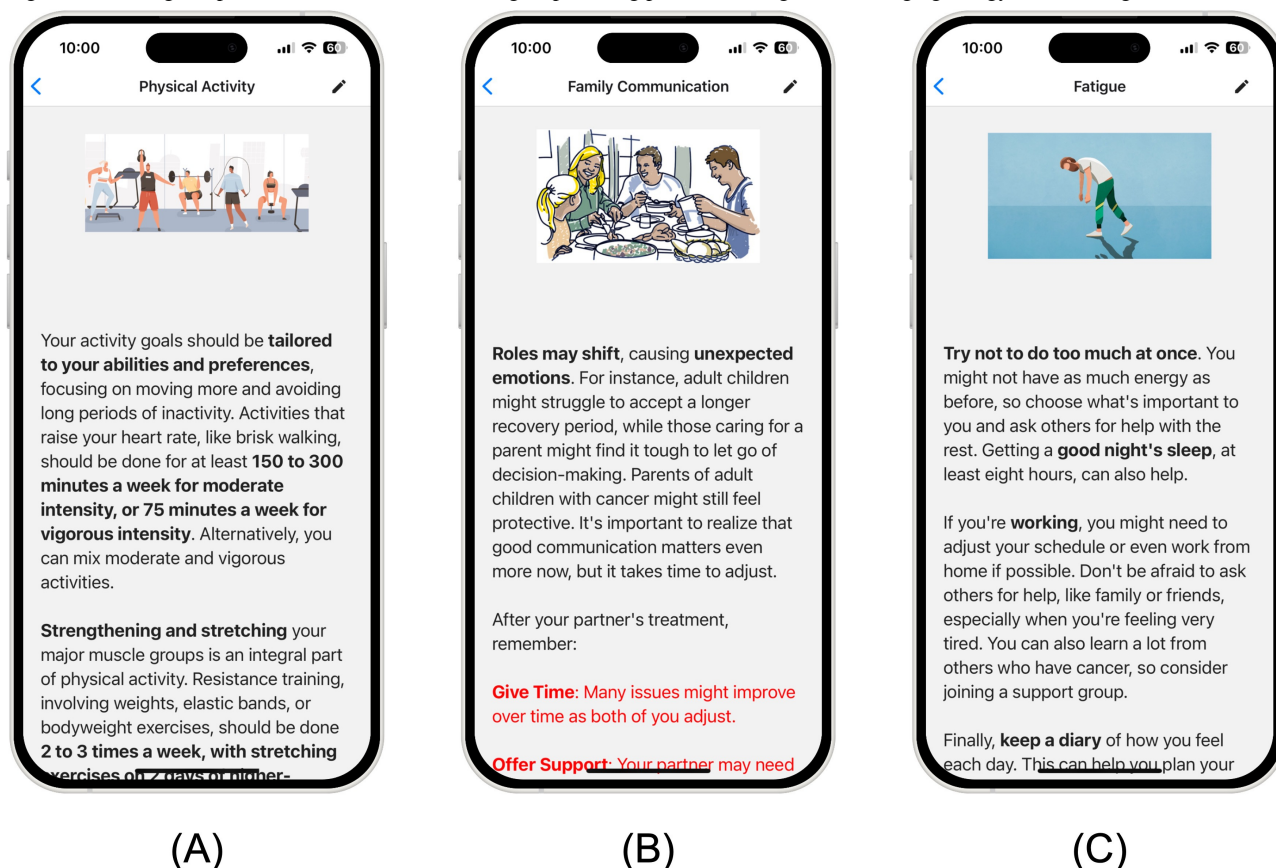 10:00
60
Physical Activity
Your activity goals should be tailored
to your abilities and preferences,
focusing on moving more and avoiding
long periods of inactivity. Activities that
raise your heart rate, like brisk walking,
should be done for at least 150 to 300
minutes a week for moderate
intensity, or 75 minutes a week for
vigorous intensity. Alternatively, you
can mix moderate and vigorous
activities.
Strengthening and stretching your
major muscle groups is an integral part
of physical activity. Resistance training,
involving weights, elastic bands, or
bodyweight exercises, should be done
2 to 3 times a week, with stretching
exercises on 2 days of higher-
(A)
10:00
60
Family Communication
Roles may shift, causing unexpected
emotions. For instance, adult children
might struggle to accept a longer
recovery period, while those caring for a
parent might find it tough to let go of
decision-making. Parents of adult
children with cancer might still feel
protective. It's important to realize that
good communication matters even
more now, but it takes time to adjust.
After your partner's treatment,
remember:
Give Time: Many issues might improve
over time as both of you adjust.
Offer Support: Your partner may need
(B)
10:00
60
Fatigue
Try not to do too much at once. You
might not have as much energy as
before, so choose what's important to
you and ask others for help with the
rest. Getting a good night's sleep, at
least eight hours, can also help.
If you're working, you might need to
adjust your schedule or even work from
home if possible. Don't be afraid to ask
others for help, like family or friends,
especially when you're feeling very
tired. You can also learn a lot from
others who have cancer, so consider
joining a support group.
Finally, keep a diary of how you feel
each day. This can help you plan your
(C)